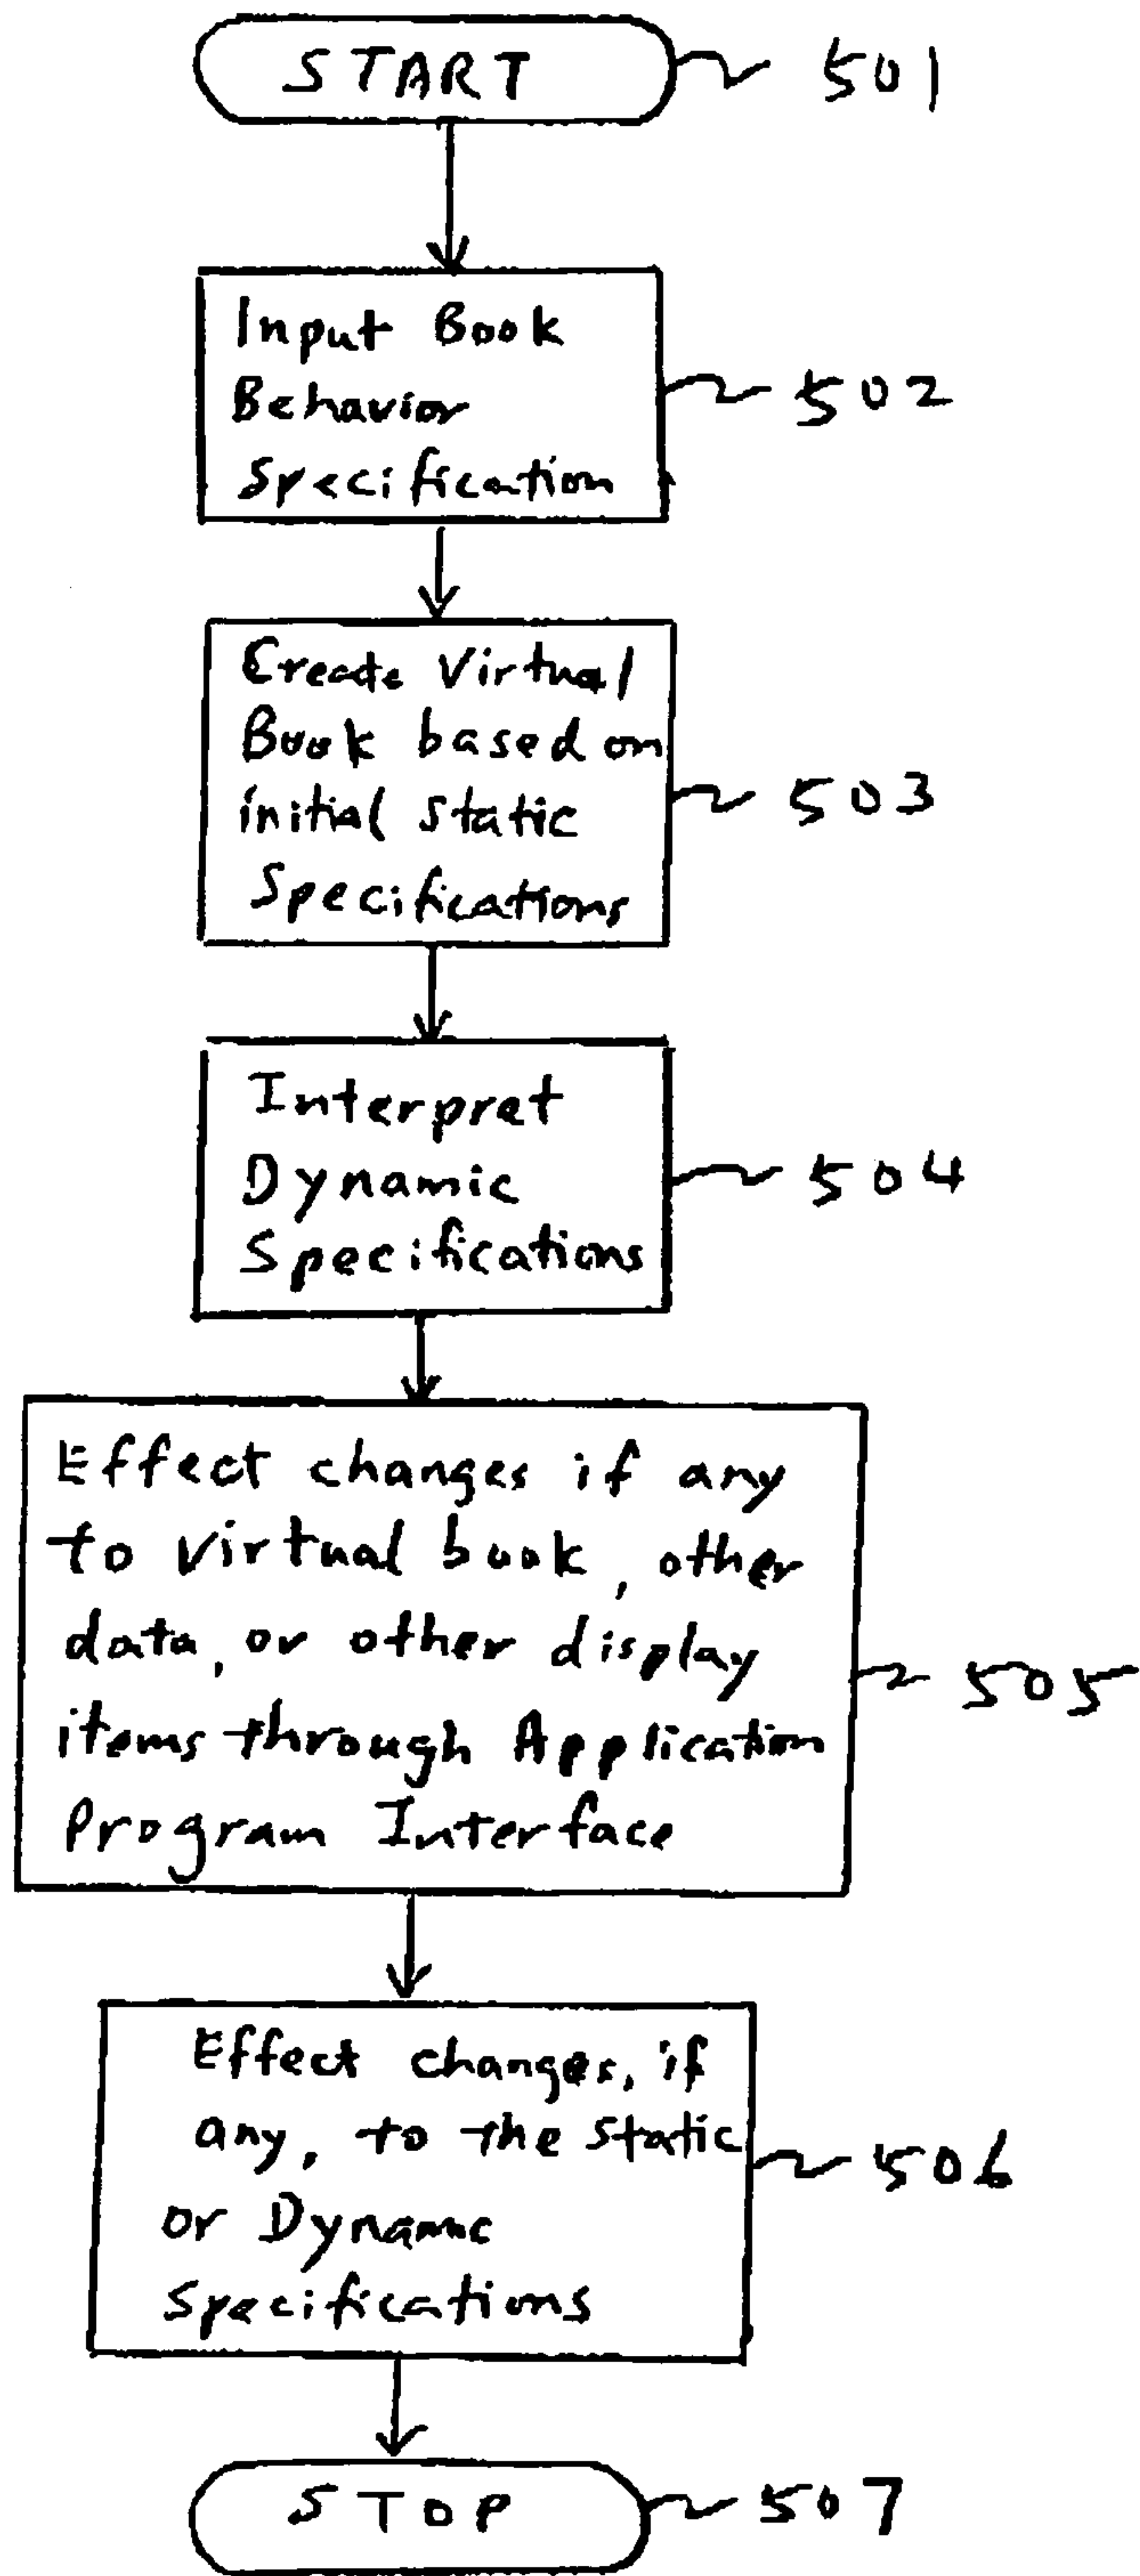 START
501
Input Book
Behavior
Specification
502
Create Virtual
Book based on
initial static
Specifications
503
Interpret
Dynamic
Specifications
504
Effect changes if any
to virtual book, other
data, or other display
items through Application
Program Interface
505
Effect changes, if
any, to the static
or Dynamic
Specifications
506
STOP
507